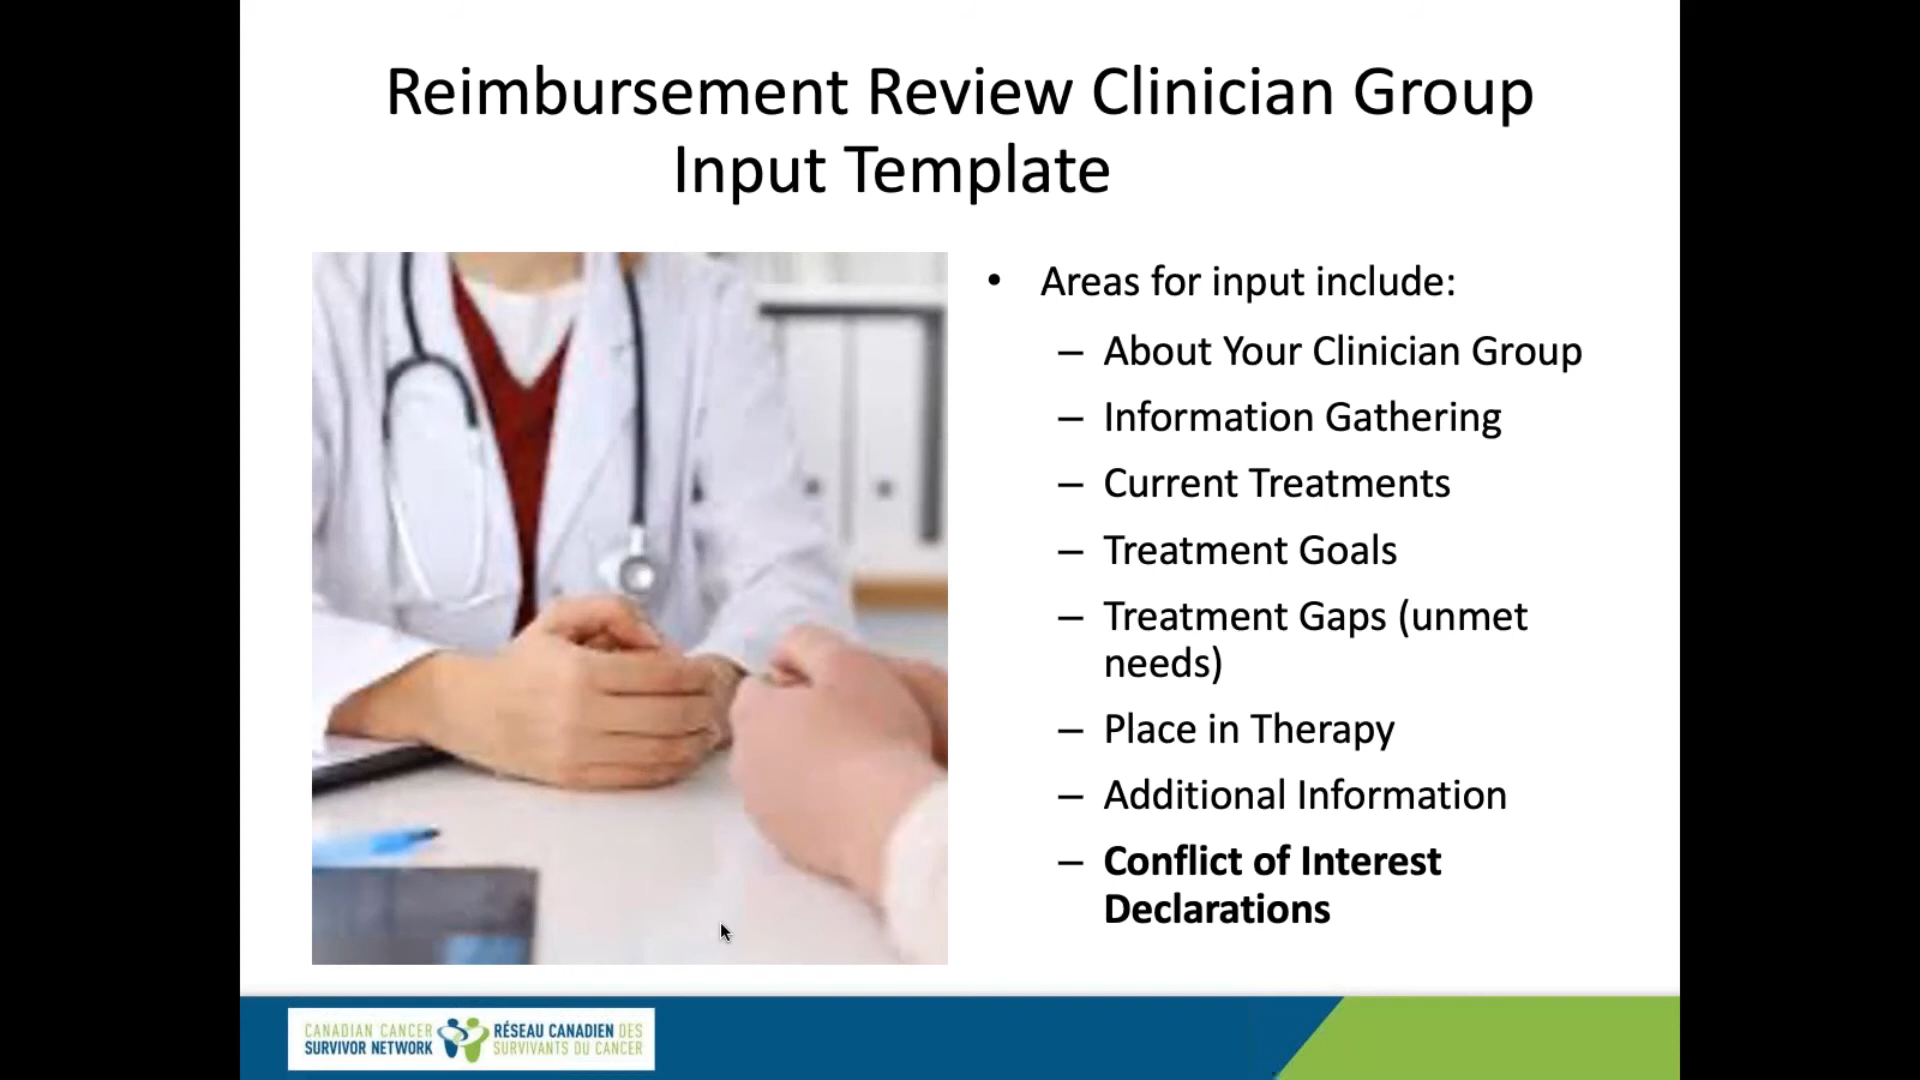 Reimbursement Review Clinician Group
Input Template
• Areas for input include:
– About Your Clinician Group
– Information Gathering
– Current Treatments
– Treatment Goals
– Treatment Gaps (unmet
needs)
– Place in Therapy
– Additional Information
– Conflict of Interest
Declarations
CANADIAN CANCER
SURVIVOR NETWORK
RÉSEAU CANADIEN DES
SURVIVANTS DU CANCER